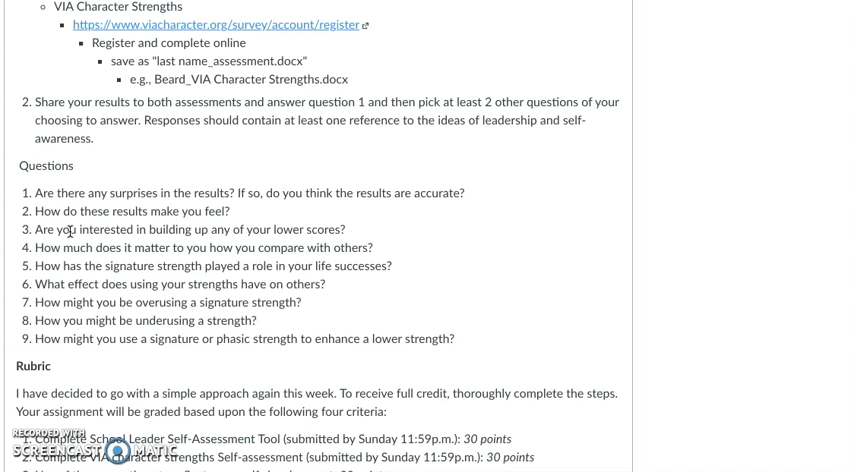 VIA Character Strengths
https://www.viacharacter.org/survey/account/register
Register and complete online
save as "last name_assessment.docx"
e.g., Beard_VIA Character Strengths.docx
2. Share your results to both assessments and answer question 1 and then pick at least 2 other questions of your
choosing to answer. Responses should contain at least one reference to the ideas of leadership and self-
awareness.
Questions
1. Are there any surprises in the results? If so, do you think the results are accurate?
2. How do these results make you feel?
3. Are you interested in building up any of your lower scores?
4. How much does it matter to you how you compare with others?
5. How has the signature strength played a role in your life successes?
6. What effect does using your strengths have on others?
7. How might you be overusing a signature strength?
8. How you might be underusing a strength?
9. How might you use a signature or phasic strength to enhance a lower strength?
Rubric
I have decided to go with a simple approach again this week. To receive full credit, thoroughly complete the steps.
Your assignment will be graded based upon the following four criteria:
1. Complete School Leader Self-Assessment Tool (submitted by Sunday 11:59p.m.): 30 points
2. Complete VIA character strengths Self-assessment (submitted by Sunday 11:59p.m.): 30 points
RECORDED WITH
SCREENCAST MATIC